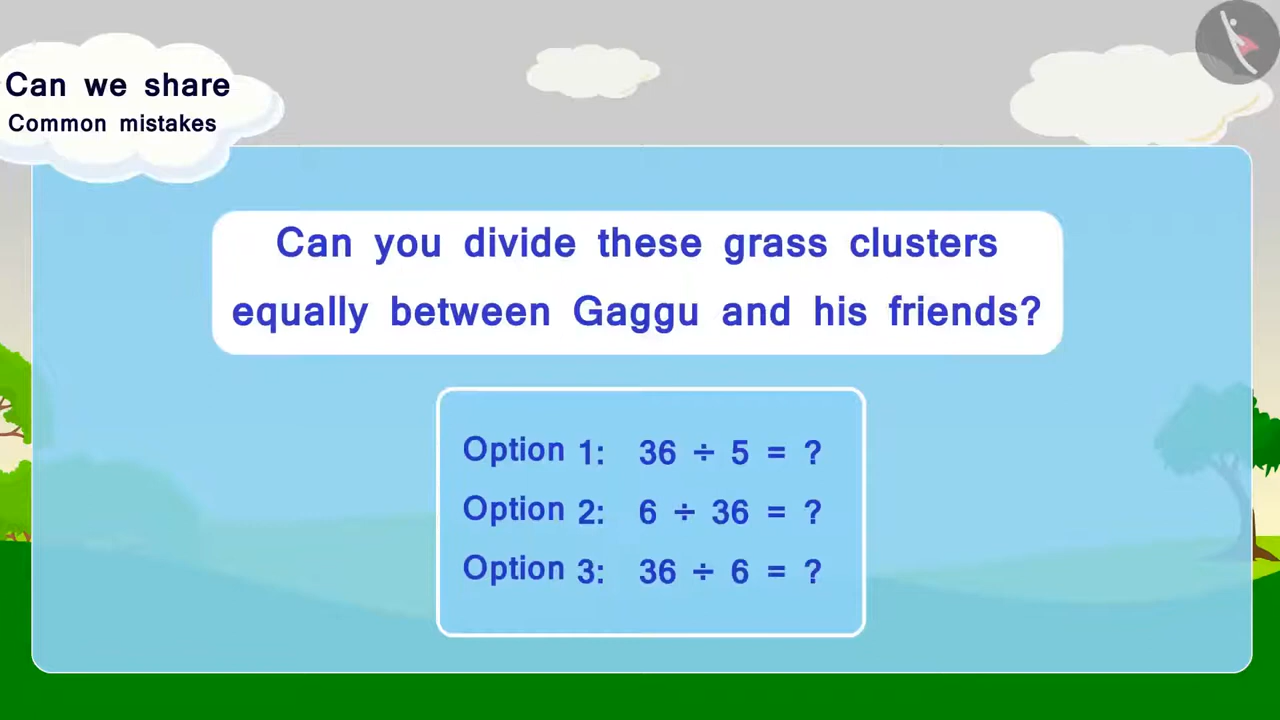 Can we share
Common mistakes
Can you divide these grass clusters
equally between Gaggu and his friends?
Option 1: 36 ÷ 5 = ?
Option 2: 6 ÷ 36 = ?
Option 3: 36 ÷ 6 = ?